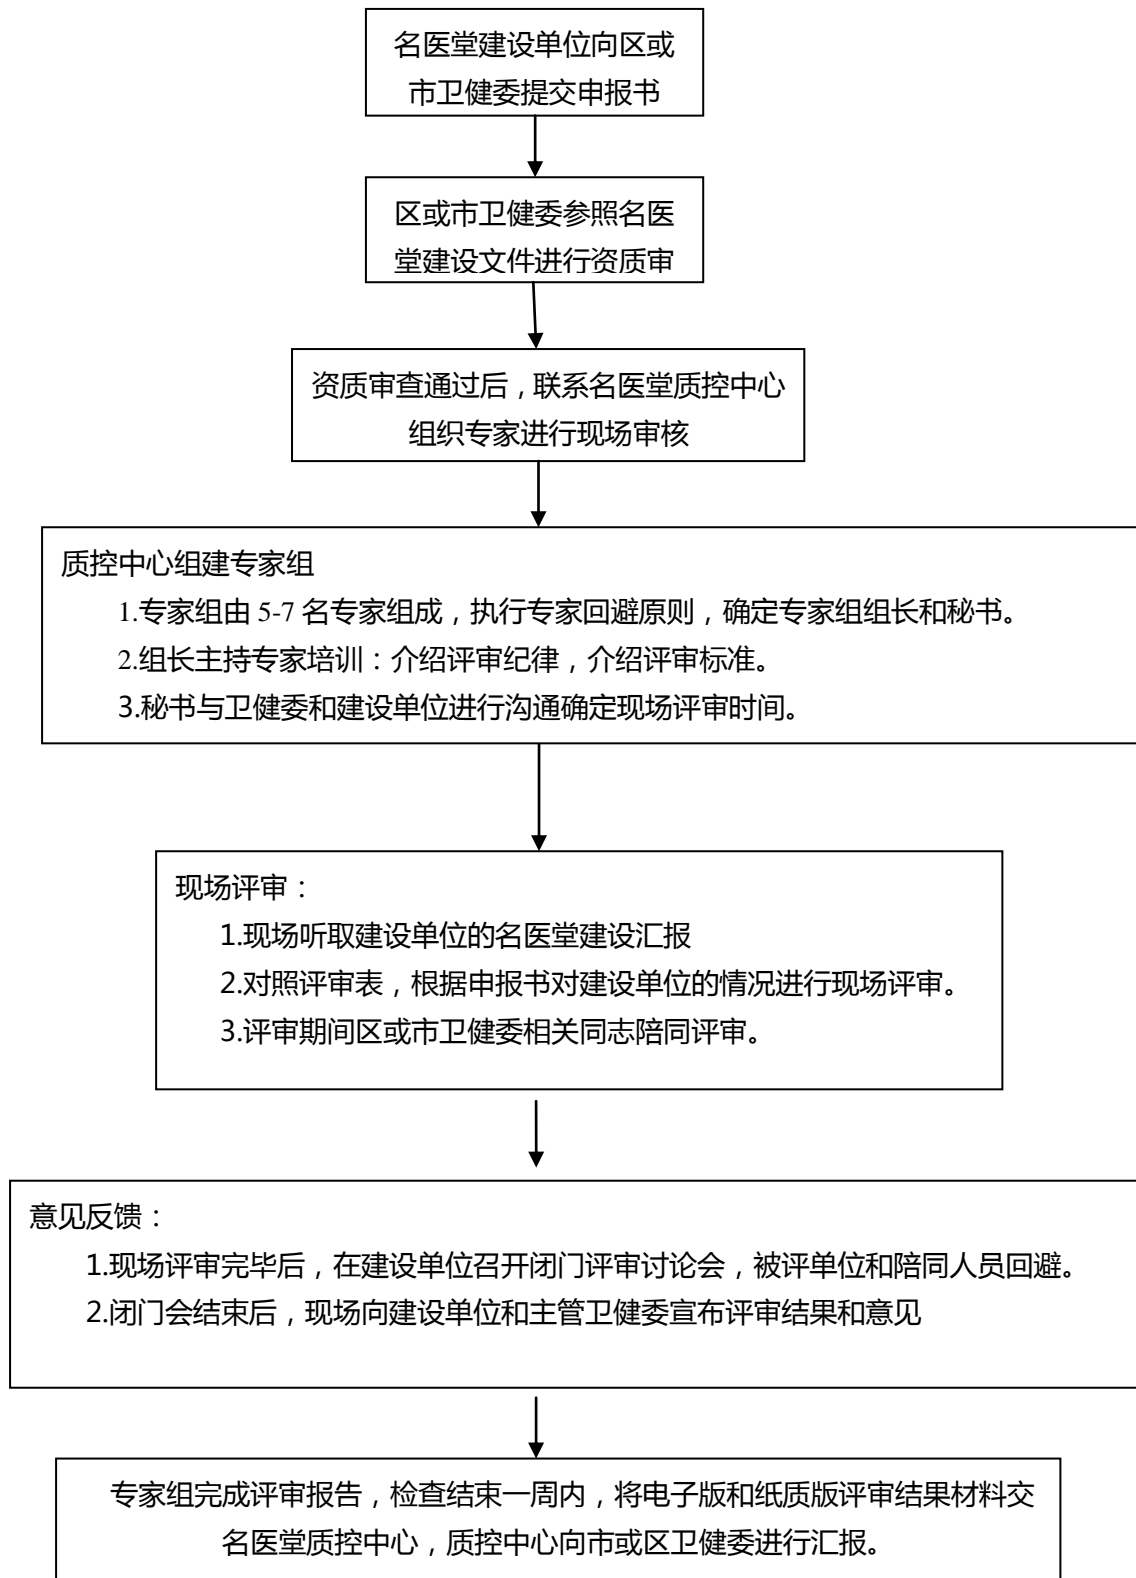 名医堂建设单位向区或
市卫健委提交申报书
区或市卫健委参照名医
堂建设文件进行资质审
资质审查通过后，联系名医堂质控中心
组织专家进行现场审核
质控中心组建专家组
1.专家组由 5-7 名专家组成，执行专家回避原则，确定专家组组长和秘书。
2.组长主持专家培训：介绍评审纪律，介绍评审标准。
3.秘书与卫健委和建设单位进行沟通确定现场评审时间。
现场评审：
1.现场听取建设单位的名医堂建设汇报
2.对照评审表，根据申报书对建设单位的情况进行现场评审。
3.评审期间区或市卫健委相关同志陪同评审。
意见反馈：
1.现场评审完毕后，在建设单位召开闭门评审讨论会，被评单位和陪同人员回避。
2.闭门会结束后，现场向建设单位和主管卫健委宣布评审结果和意见
专家组完成评审报告，检查结束一周内，将电子版和纸质版评审结果材料交
名医堂质控中心，质控中心向市或区卫健委进行汇报。